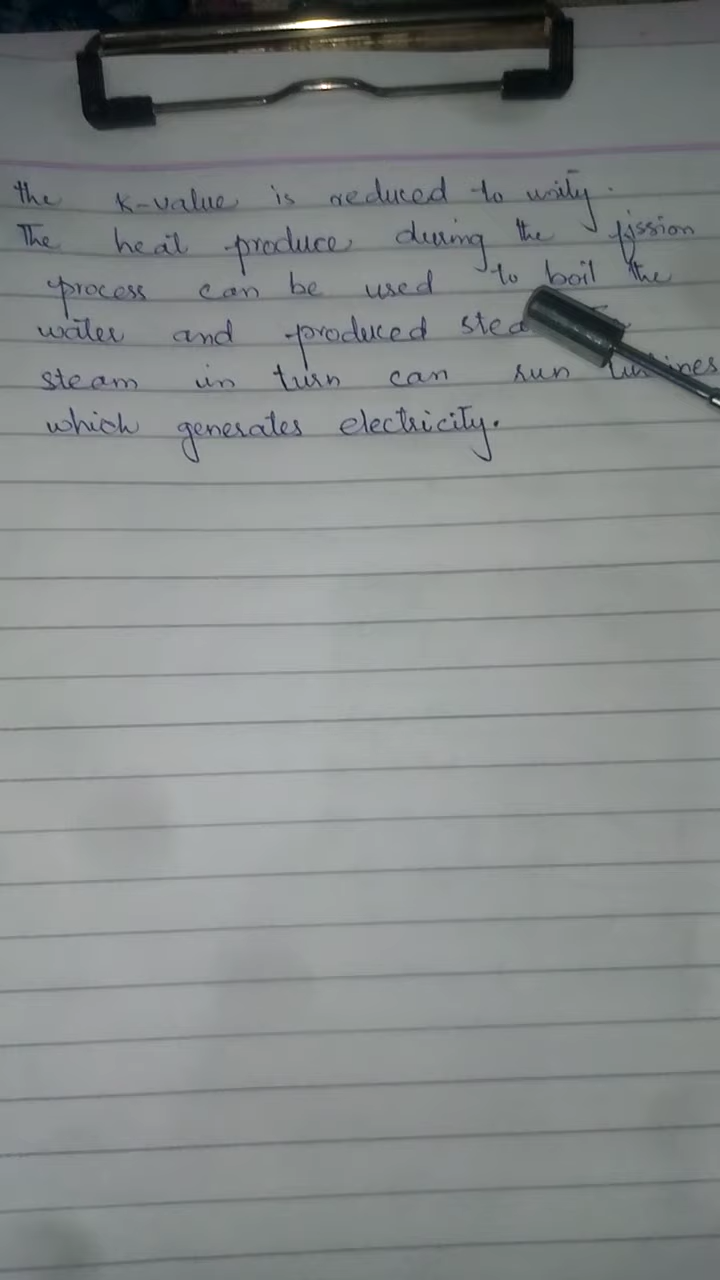 the K-value is reduced to unity.
The heat produce during the fission
process can be used to boil the
water and produced stea
steam in turn can run
which generates electricity.